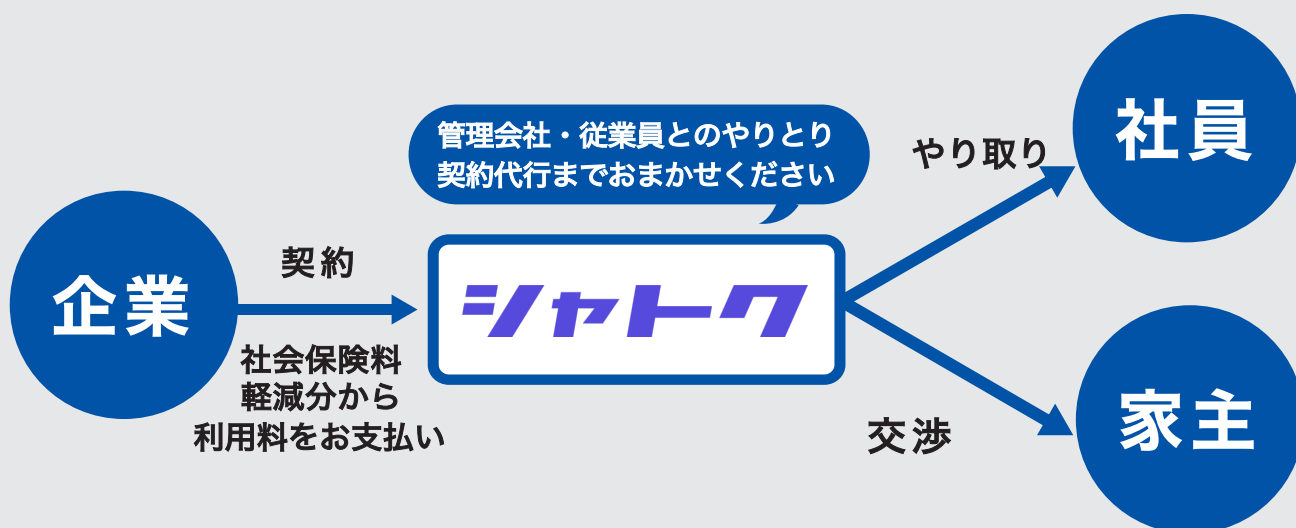 企業
契約
社会保険料
軽減分から
利用料をお支払い
管理会社・従業員とのやりとり
契約代行までおまかせください
シャトク
やり取り
社員
交渉
家主